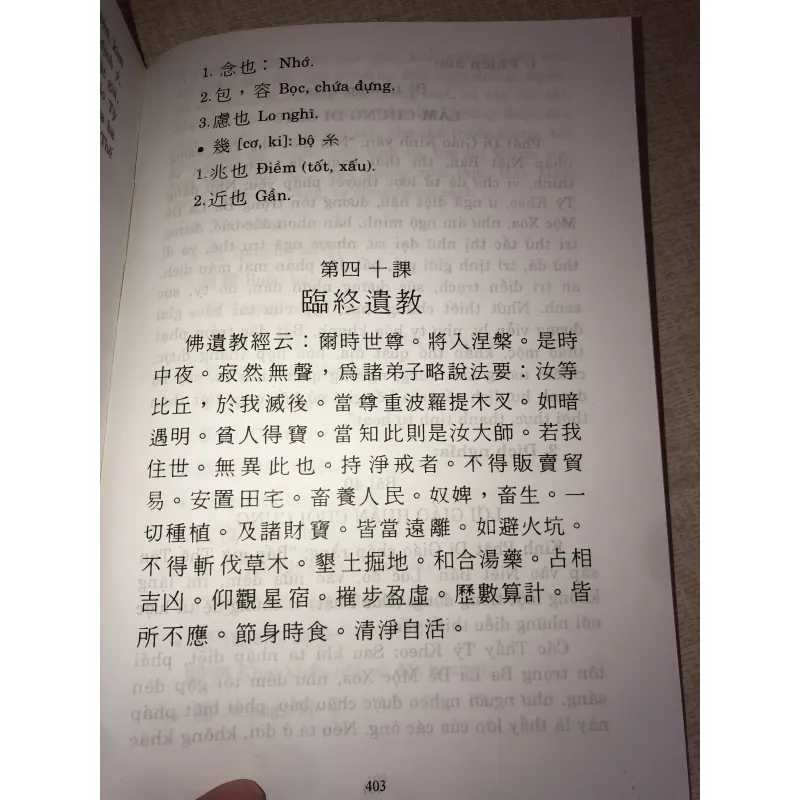 1. 念也： Nhớ.
2. 包，容 Bọc, chứa đựng.
3. 慮也 Lo nghĩ.
• 幾 [cơ, kỉ]: bộ 糸
1. 兆也 Điềm (tốt, xấu).
2. 近也 Gần.
第四十課
臨終遺教
佛遺教經云：爾時世尊。將入涅槃。是時
中夜。寂然無聲，爲諸弟子略說法要：汝等
比丘，於我滅後 當尊重波羅提木叉。如暗
遇明。貧人得寶。當知此則是汝大師。若我
住世。無異此也。持淨戒者。不得販賣貿
易。安置田宅。畜養人民。奴婢，畜生。一
切種植。及諸財寶。皆當遠離。如避火坑。
不得斬伐草木。墾土掘地。和合湯藥。占相
吉凶。仰觀星宿。摧步盈虛。歷數算計。皆
所不應。節身時食。清淨自活。
403